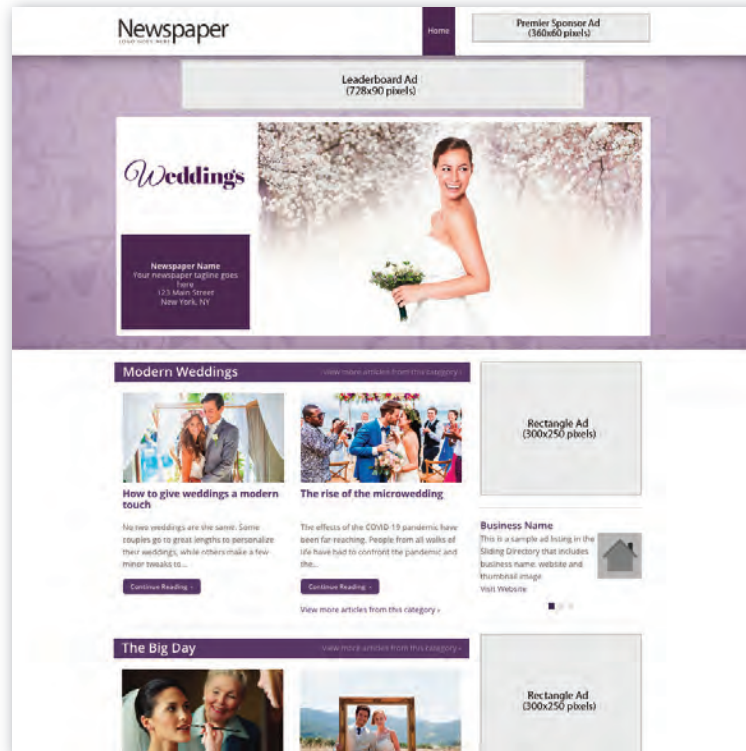 Newspaper
LOGO GOES HERE
Home
Premier Sponsor Ad
(360x60 pixels)
Leaderboard Ad
(728x90 pixels)
Weddings
Newspaper Name
Your newspaper tagline goes
here
123 Main Street
New York, NY
Modern Weddings
view more articles from this category ›
How to give weddings a modern
touch
No two weddings are the same. Some
couples go to great lengths to personalize
their weddings, while others make a few
minor tweaks to...
Continue Reading ›
The rise of the microwedding
The effects of the COVID-19 pandemic have
been far-reaching. People from all walks of
life have had to confront the pandemic and
the...
Continue Reading ›
View more articles from this category ›
Rectangle Ad
(300x250 pixels)
Business Name
This is a sample ad listing in the
Sliding Directory that includes
business name, website and
thumbnail image
Visit Website
The Big Day
view more articles from this category ›
Rectangle Ad
(300x250 pixels)